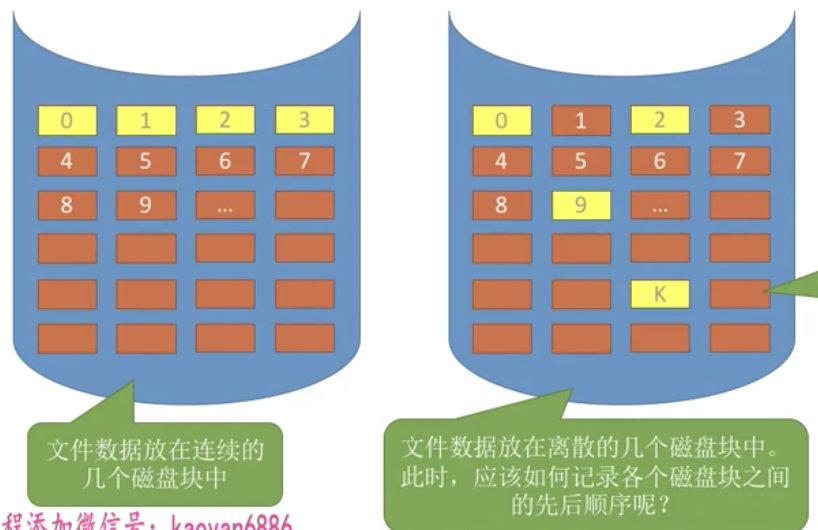 0 1 2 3
4 5 6 7
8 9 ...
0 1 2 3
4 5 6 7
8 9 ...
K
文件数据放在连续的
几个磁盘块中
文件数据放在离散的几个磁盘块中。
此时，应该如何记录各个磁盘块之间
的先后顺序呢？
程添加微信号：kaoyan6886